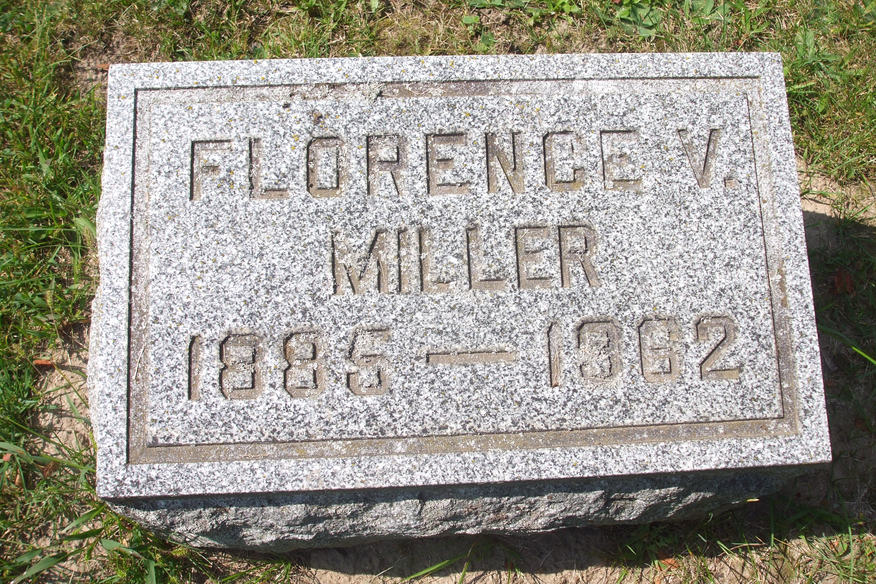 FLORENCE V.
MILLER
1885 — 1962